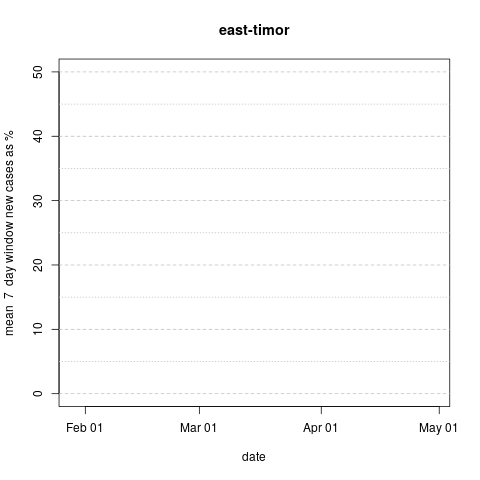 east-timor
mean 7 day window new cases as %
50
40
30
20
10
0
Feb 01
Mar 01
Apr 01
May 01
date